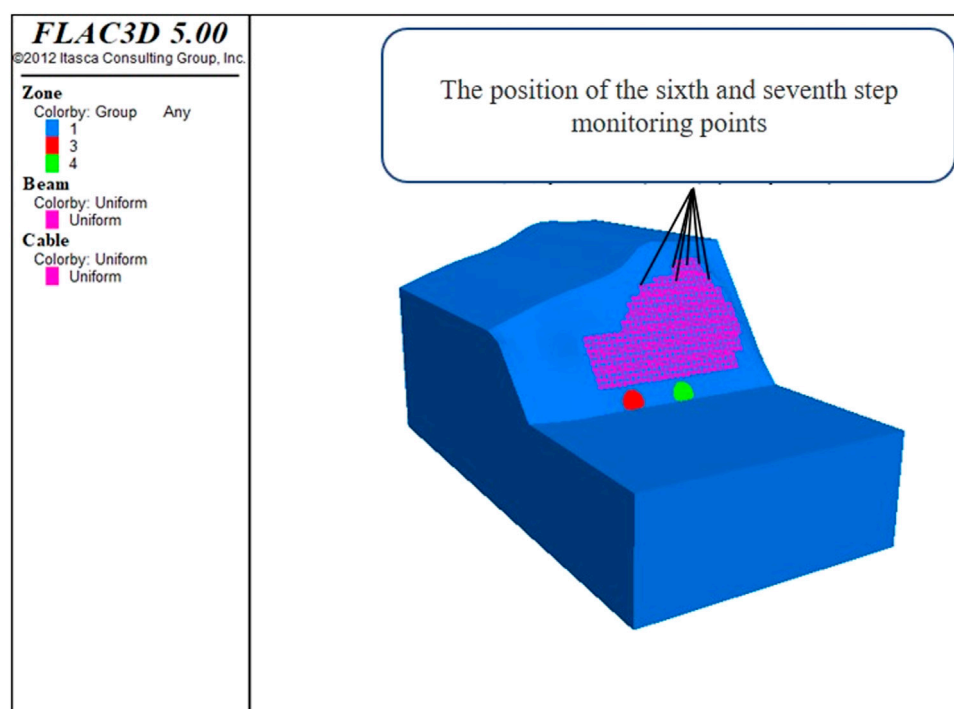 FLAC3D 5.00
©2012 Itasca Consulting Group, Inc.
Zone
Colorby: Group Any
1
3
4
Beam
Colorby: Uniform
Uniform
Cable
Colorby: Uniform
Uniform
The position of the sixth and seventh step
monitoring points